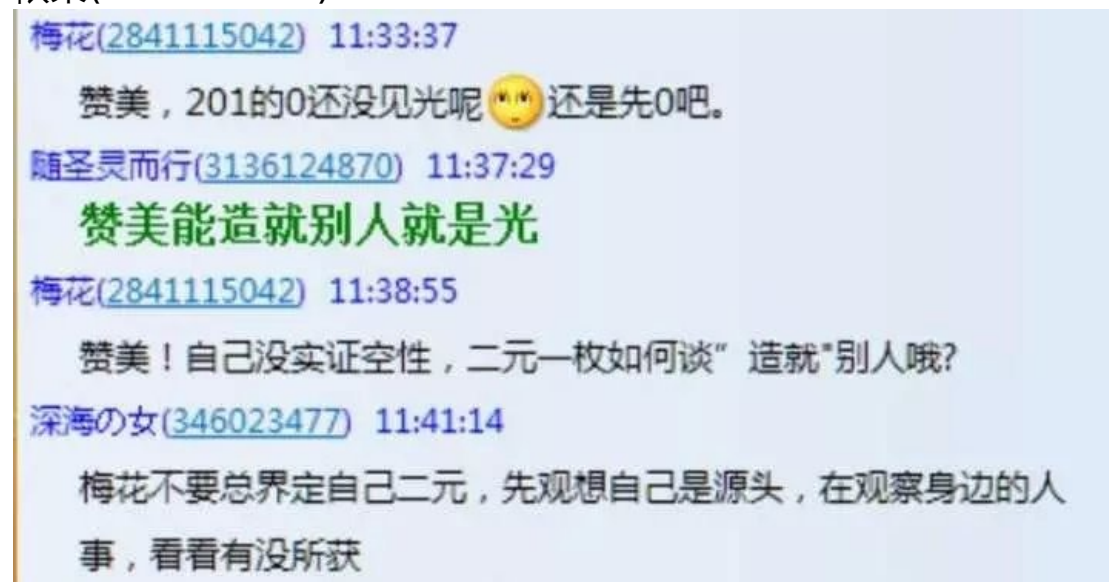 梅花(2841115042) 11:33:37
赞美，201的0还没见光呢还是先0吧。
随圣灵而行(3136124870) 11:37:29
赞美能造就别人就是光
梅花(2841115042) 11:38:55
赞美！自己没实证空性，二元一枚如何谈”造就"别人哦?
深海の女(346023477) 11:41:14
梅花不要总界定自己二元，先观想自己是源头，在观察身边的人
事，看看有没所获